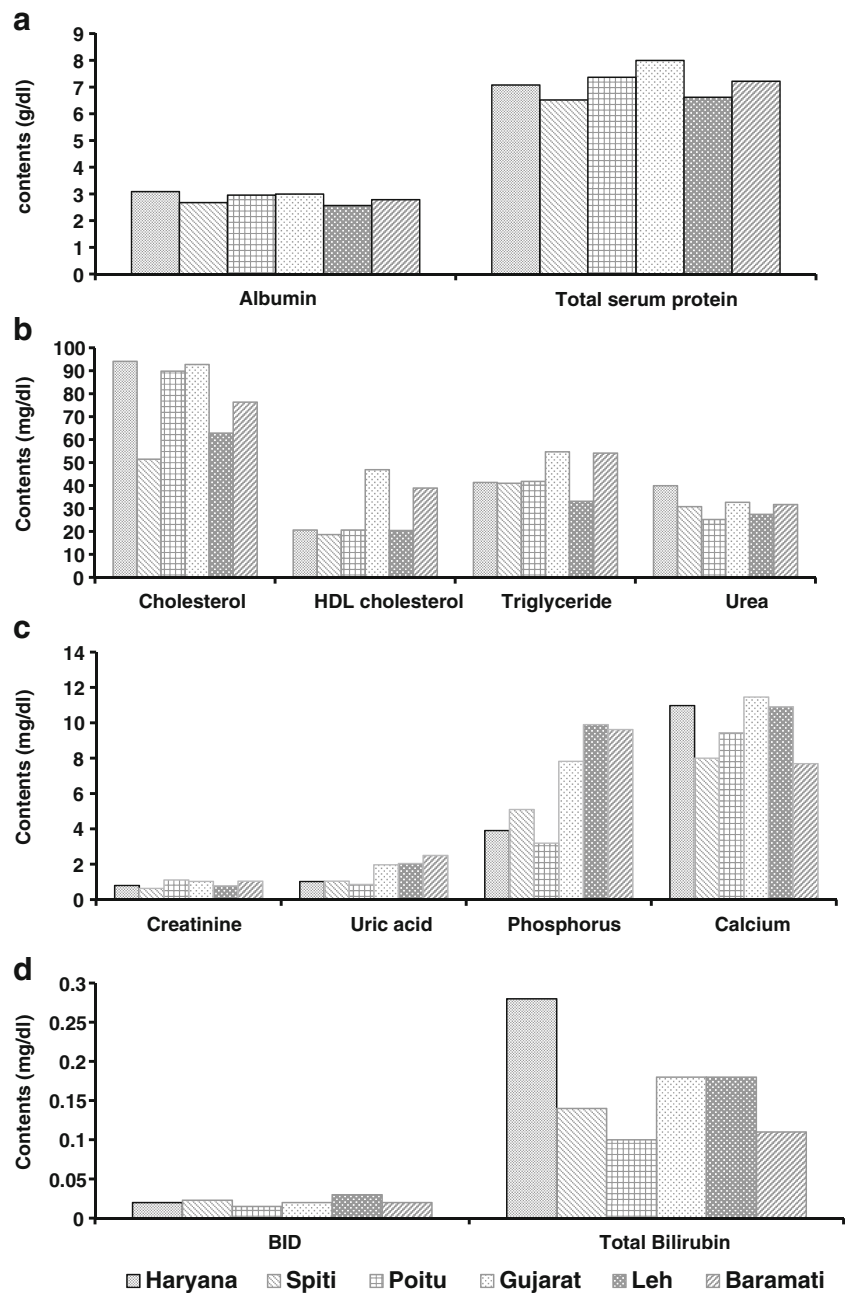 a
contents (g/dl)
9
8
7
6
5
4
3
2
1
0
Albumin Total serum protein
b
Contents (mg/dl)
100
90
80
70
60
50
40
30
20
10
0
Cholesterol HDL cholesterol Triglyceride Urea
c
Contents (mg/dl)
14
12
10
8
6
4
2
0
Creatinine Uric acid Phosphorus Calcium
d
Contents (mg/dl)
0.3
0.25
0.2
0.15
0.1
0.05
0
BID Total Bilirubin
Haryana Spiti Poitu Gujarat Leh Baramati